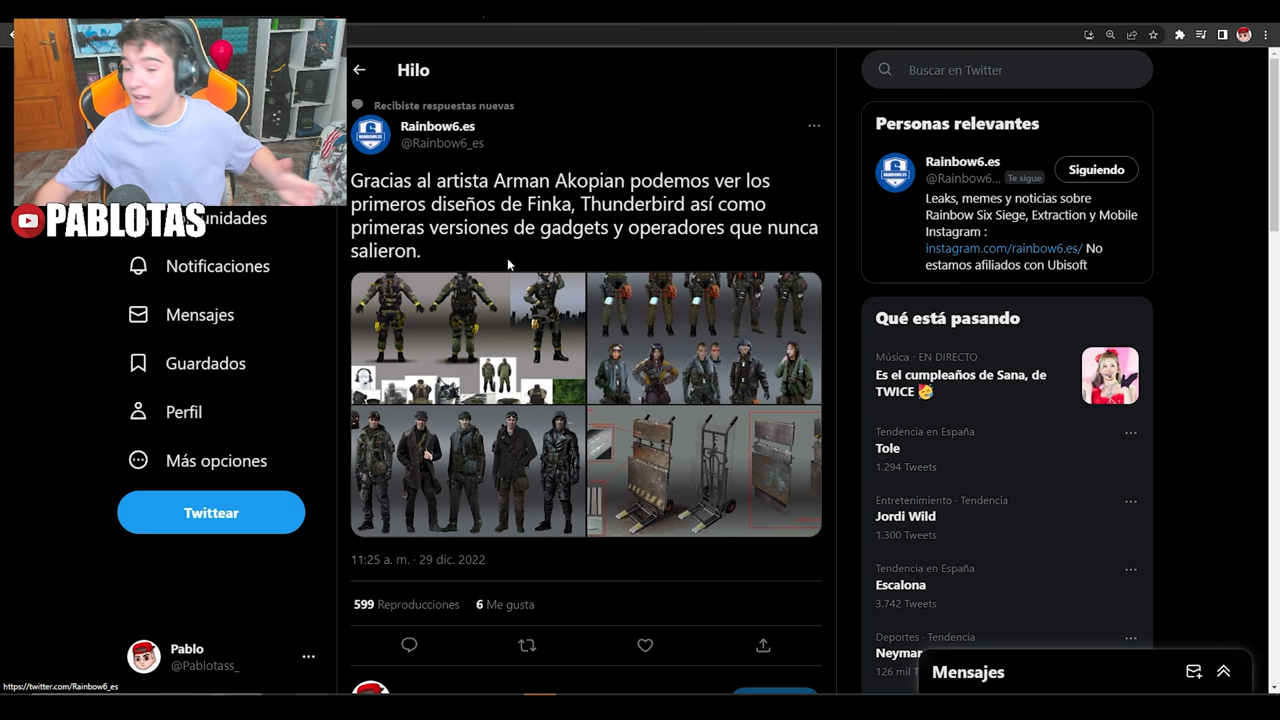 PABLOTAS
unidades
Notificaciones
Mensajes
Guardados
Perfil
Más opciones
Twittear
Pablo
@Pablotass_
https://twitter.com/Rainbow6_es
Hilo
Recibiste respuestas nuevas
Rainbow6.es
@Rainbow6_es
Gracias al artista Arman Akopian podemos ver los
primeros diseños de Finka, Thunderbird así como
primeras versiones de gadgets y operadores que nunca
salieron.
11:25 a. m. · 29 dic. 2022
599 Reproducciones 6 Me gusta
Buscar en Twitter
Personas relevantes
Rainbow6.es
@Rainbow6... Te sigue
Siguiendo
Leaks, memes y noticias sobre
Rainbow Six Siege, Extraction y Mobile
Instagram :
instagram.com/rainbow6.es/ No
estamos afiliados con Ubisoft
Qué está pasando
Música · EN DIRECTO
Es el cumpleaños de Sana, de
TWICE 🥳
Tendencia en España
Tole
1.294 Tweets
Entretenimiento · Tendencia
Jordi Wild
1.300 Tweets
Tendencia en España
Escalona
3.742 Tweets
Deportes · Tendencia
Neymar
126 mil T
Mensajes